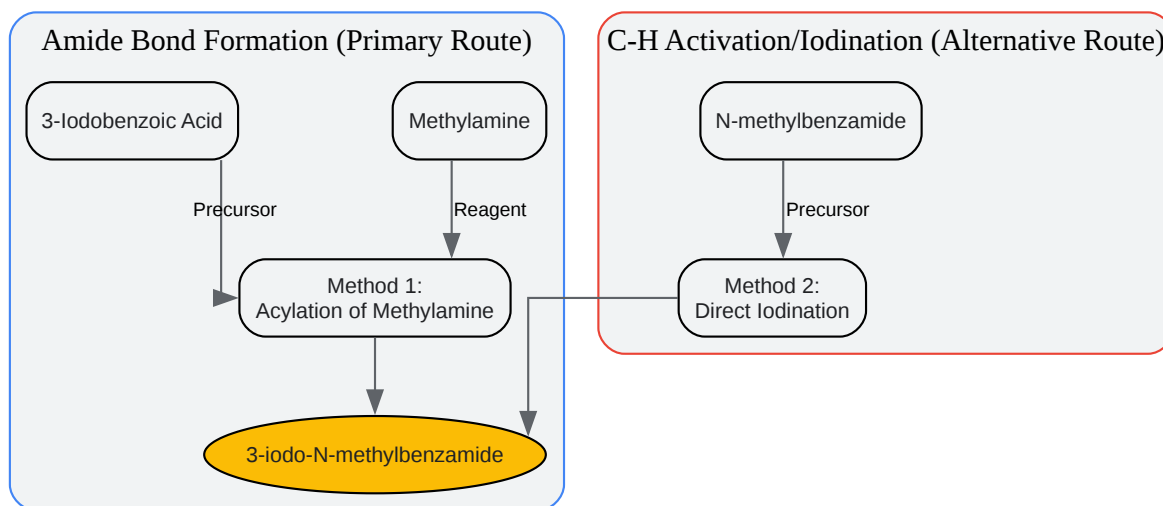 Amide Bond Formation (Primary Route)
C-H Activation/Iodination (Alternative Route)
3-Iodobenzoic Acid
Methylamine
N-methylbenzamide
Precursor
Reagent
Precursor
Method 1:
Acylation of Methylamine
Method 2:
Direct Iodination
3-iodo-N-methylbenzamide